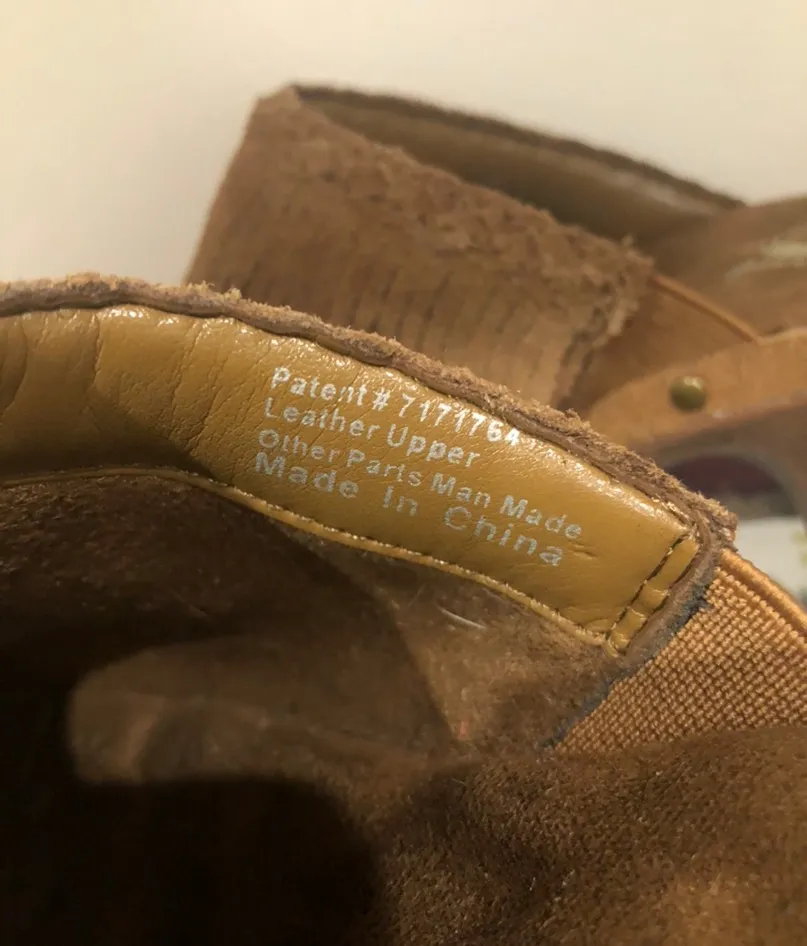 Patent # 7171764
Leather Upper
Other Parts Man Made
Made In China